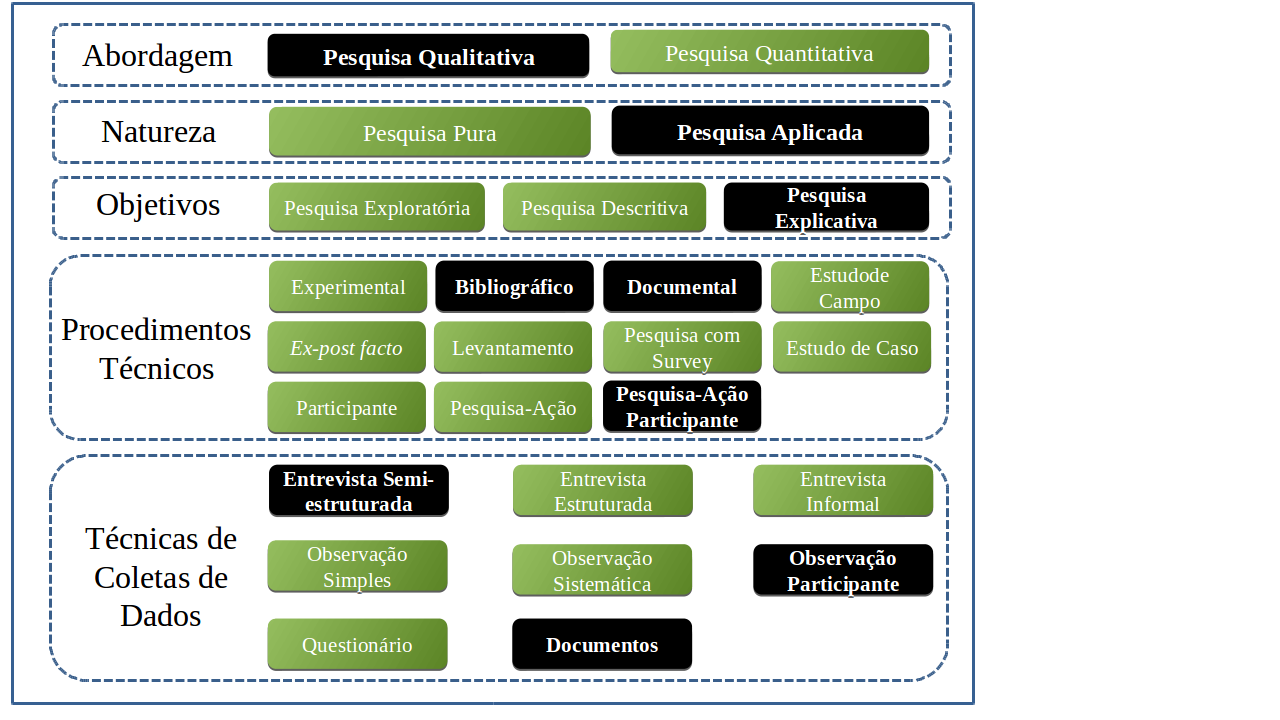 Abordagem
Pesquisa Qualitativa
Pesquisa Quantitativa
Natureza
Pesquisa Pura
Pesquisa Aplicada
Objetivos
Pesquisa Exploratória
Pesquisa Descritiva
Pesquisa
Explicativa
Procedimentos
Técnicos
Experimental
Bibliográfico
Documental
Estudode
Campo
Ex-post facto
Levantamento
Pesquisa com
Survey
Estudo de Caso
Participante
Pesquisa-Ação
Pesquisa-Ação
Participante
Técnicas de
Coletas de
Dados
Entrevista Semi-
estruturada
Entrevista
Estruturada
Entrevista
Informal
Observação
Simples
Observação
Sistemática
Observação
Participante
Questionário
Documentos